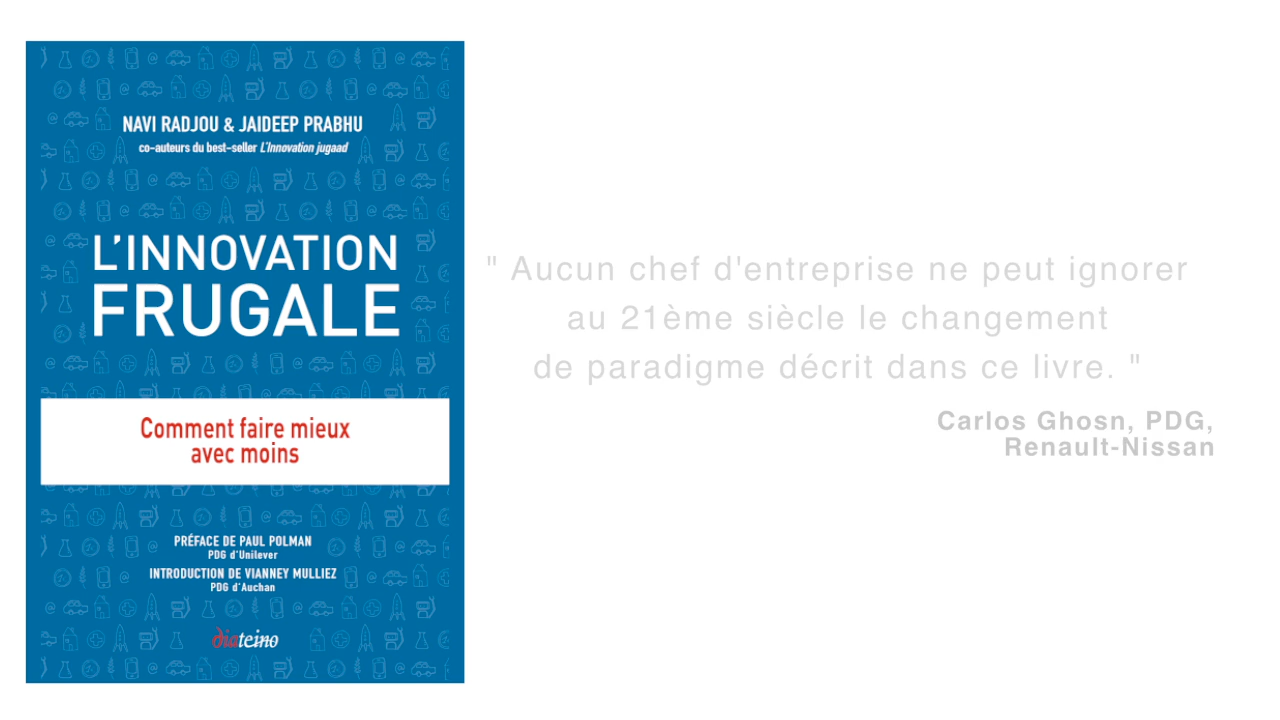 NAVI RADJOU & JAIDEEP PRABHU
co-auteurs du best-seller L'Innovation jugaad
L'INNOVATION
FRUGALE
Comment faire mieux
avec moins
PRÉFACE DE PAUL POLMAN
PDG d'Unilever
INTRODUCTION DE VIANNEY MULLIEZ
PDG d'Auchan
diateino
" Aucun chef d'entreprise ne peut ignorer
au 21ème siècle le changement
de paradigme décrit dans ce livre. "
Carlos Ghosn, PDG,
Renault-Nissan